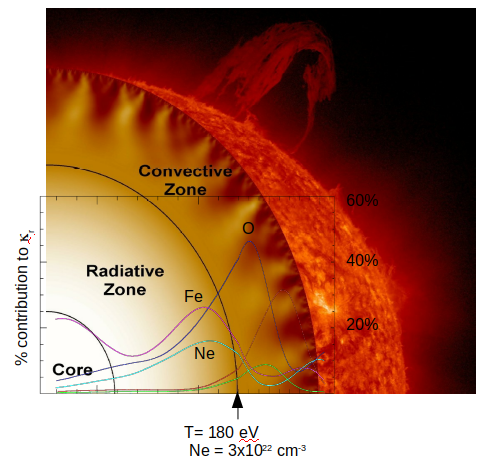 Convective
Zone
60%
O
40%
Radiative
Zone
Fe
20%
Ne
Core
% contribution to κr
T= 180 eV
Ne = 3x10²² cm⁻³